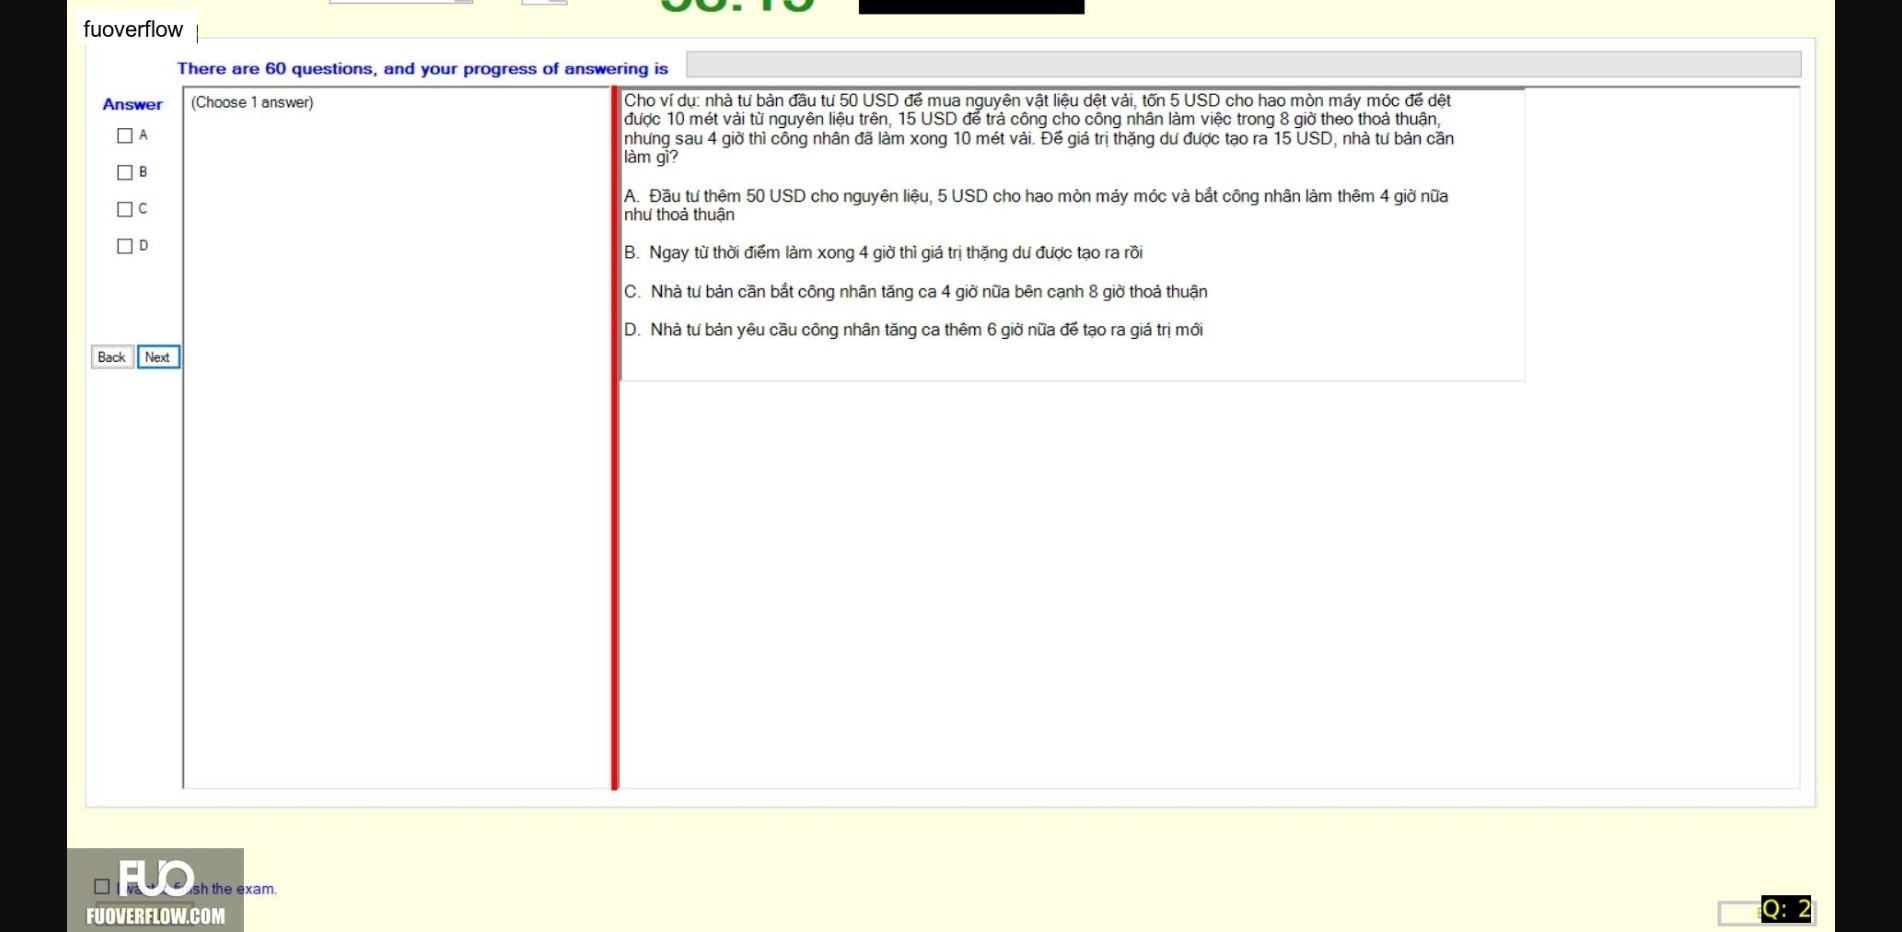 fuoverflow
There are 60 questions, and your progress of answering is
Answer
(Choose 1 answer)
A
B
C
D
Back
Next
Cho ví dụ: nhà tư bản đầu tư 50 USD để mua nguyên vật liệu dệt vải, tốn 5 USD cho hao mòn máy móc để dệt
được 10 mét vải từ nguyên liệu trên, 15 USD để trả công cho công nhân làm việc trong 8 giờ theo thoả thuận,
nhưng sau 4 giờ thì công nhân đã làm xong 10 mét vải. Để giá trị thặng dư được tạo ra 15 USD, nhà tư bản cần
làm gì?
A. Đầu tư thêm 50 USD cho nguyên liệu, 5 USD cho hao mòn máy móc và bắt công nhân làm thêm 4 giờ nữa
như thoả thuận
B. Ngay từ thời điểm làm xong 4 giờ thì giá trị thặng dư được tạo ra rồi
C. Nhà tư bản cần bắt công nhân tăng ca 4 giờ nữa bên cạnh 8 giờ thoả thuận
D. Nhà tư bản yêu cầu công nhân tăng ca thêm 6 giờ nữa để tạo ra giá trị mới
FUO
the exam.
FUOVERFLOW.COM
Q: 2